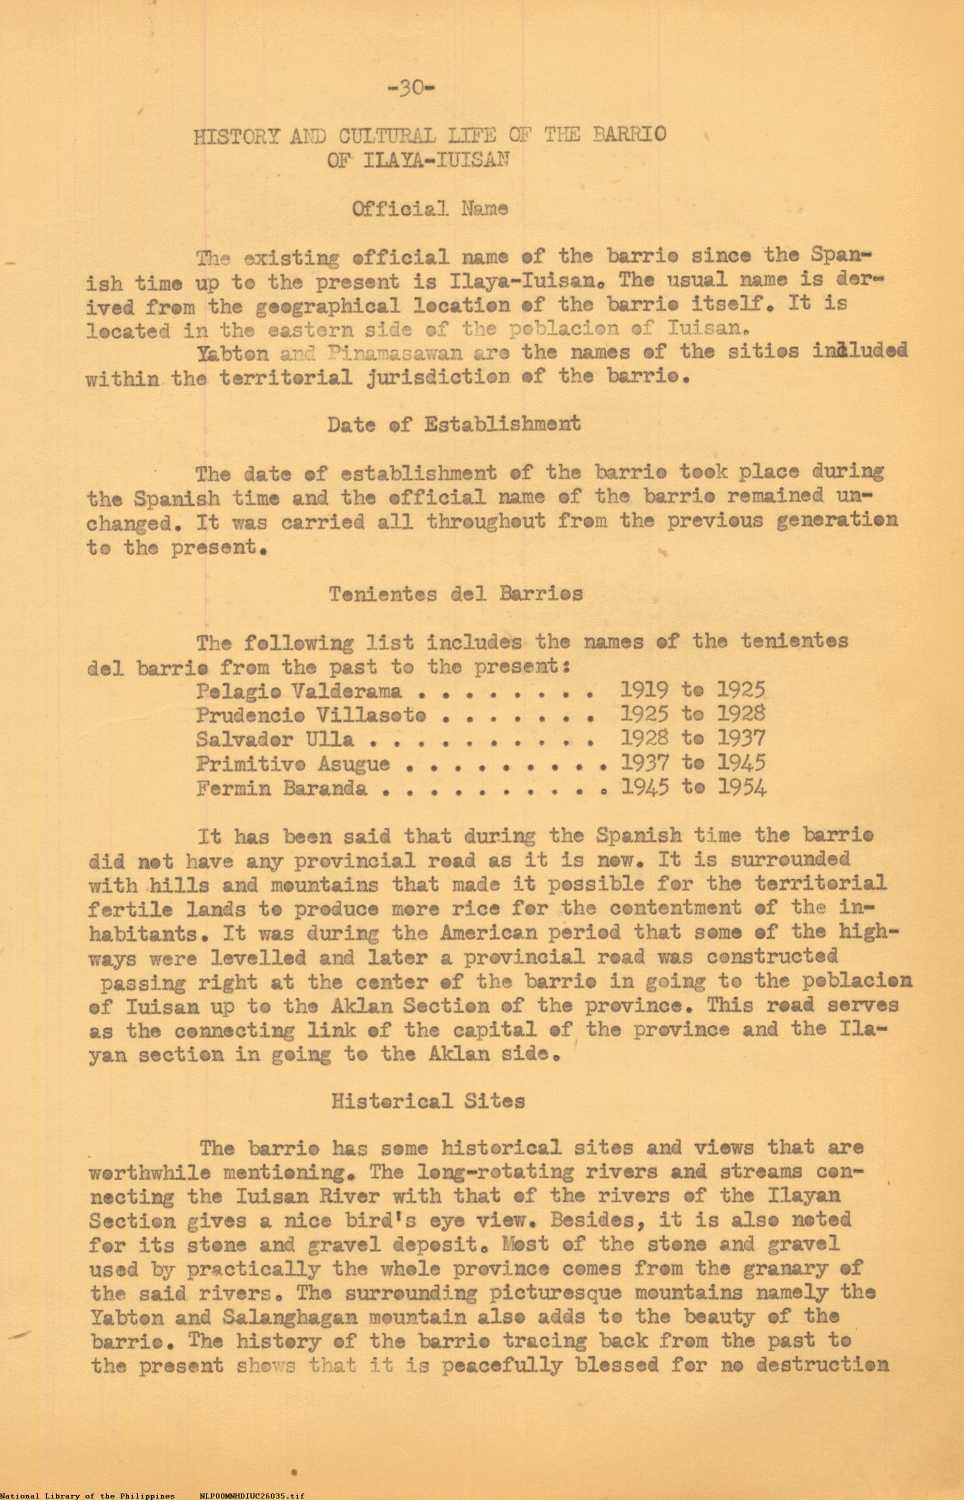 -30-
HISTORY AND CULTURAL LIFE OF THE BARRIO
OF ILAYA-IUISAN
Official Name
The existing official name of the barrio since the Span-
ish time up to the present is Ilaya-Iuisan. The usual name is der-
ived from the geographical location of the barrio itself. It is
located in the eastern side of the poblacion of Iuisan.
Yabton and Pinamasawan are the names of the sitios included
within the territorial jurisdiction of the barrio.
Date of Establishment
The date of establishment of the barrio took place during
the Spanish time and the official name of the barrio remained un-
changed. It was carried all throughout from the previous generation
to the present.
Tenientes del Barrios
The following list includes the names of the tenientes
del barrio from the past to the present:
Pelagio Valderama . . . . . . . . 1919 to 1925
Prudencio Villasoto . . . . . . . 1925 to 1928
Salvador Ulla . . . . . . . . . . 1928 to 1937
Primitivo Asugue . . . . . . . . . 1937 to 1945
Fermin Baranda . . . . . . . . . . 1945 to 1954
It has been said that during the Spanish time the barrio
did not have any provincial road as it is now. It is surrounded
with hills and mountains that made it possible for the territorial
fertile lands to produce more rice for the contentment of the in-
habitants. It was during the American period that some of the high-
ways were levelled and later a provincial road was constructed
passing right at the center of the barrio in going to the poblacion
of Iuisan up to the Aklan Section of the province. This road serves
as the connecting link of the capital of the province and the Ila-
yan section in going to the Aklan side.
Historical Sites
The barrio has some historical sites and views that are
worthwhile mentioning. The long-rotating rivers and streams con-
necting the Iuisan River with that of the rivers of the Ilayan
Section gives a nice bird's eye view. Besides, it is also noted
for its stone and gravel deposit. Most of the stone and gravel
used by practically the whole province comes from the granary of
the said rivers. The surrounding picturesque mountains namely the
Yabton and Salanghagan mountain also adds to the beauty of the
barrio. The history of the barrio tracing back from the past to
the present shows that it is peacefully blessed for no destruction
National Library of the Philippines NLPOOMNHDIUC26035.tif